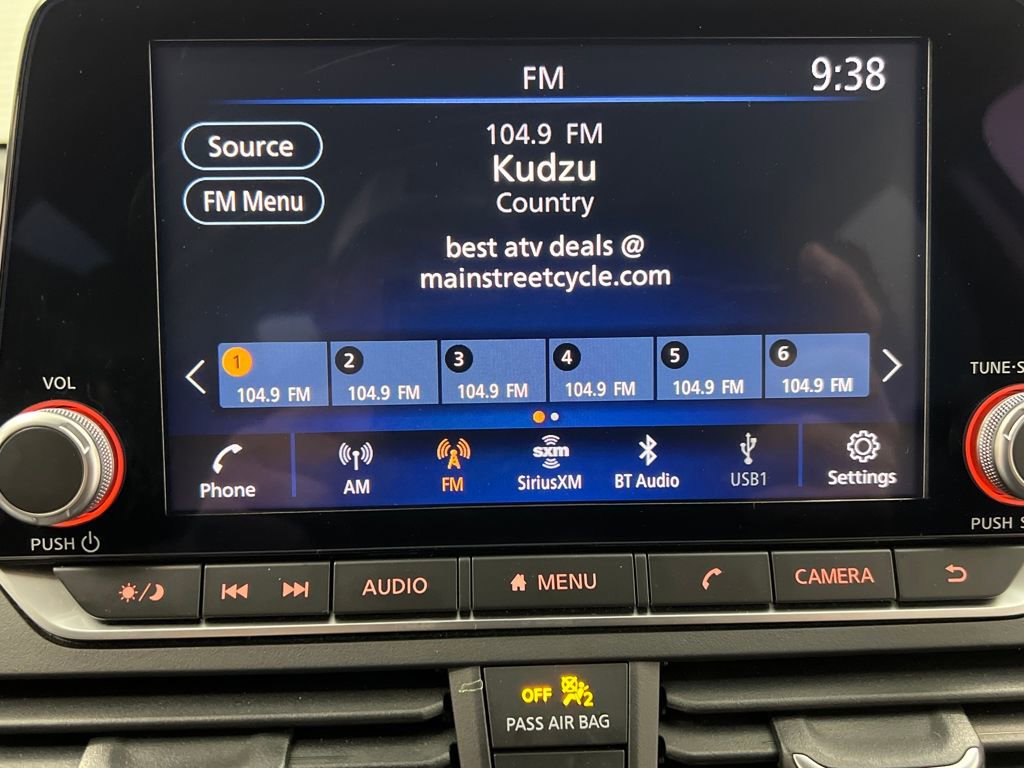 FM
9:38
Source
FM Menu
104.9 FM
Kudzu
Country
best atv deals @
mainstreetcycle.com
1
104.9 FM
2
104.9 FM
3
104.9 FM
4
104.9 FM
5
104.9 FM
6
104.9 FM
Phone
AM
FM
sxm
SiriusXM
BT Audio
USB1
Settings
VOL
PUSH
TUNE·S
PUSH S
AUDIO
MENU
CAMERA
OFF
2
PASS AIR BAG